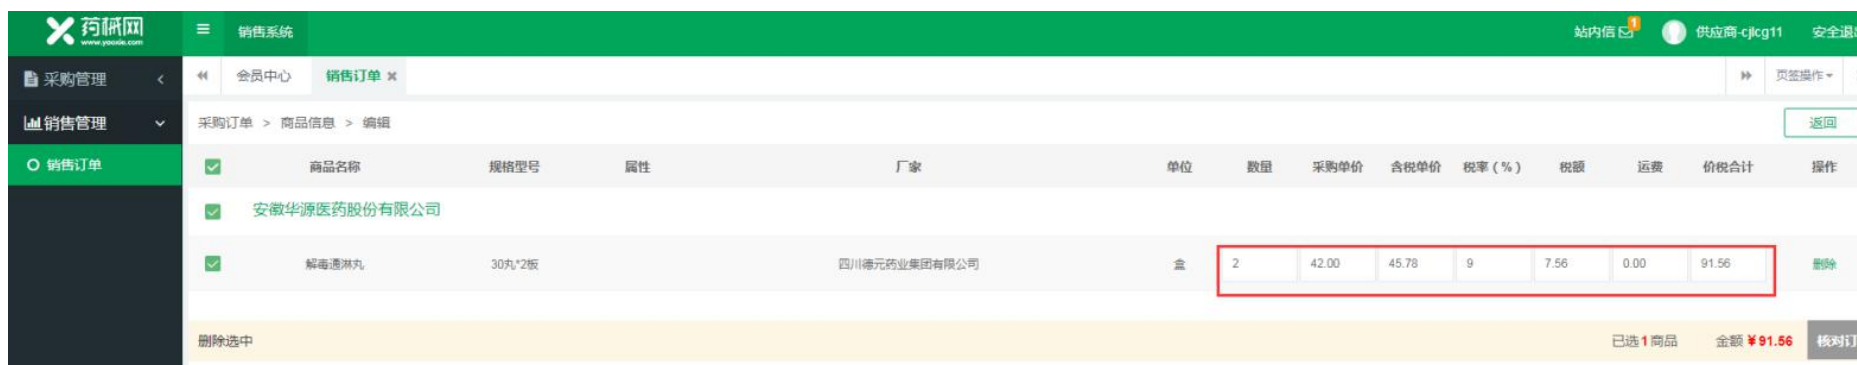 药械网
www.yaoxie.com
销售系统
站内信 1
供应商-cjlcg11
安全退出
采购管理
会员中心
销售订单
页签操作
销售管理
采购订单 > 商品信息 > 编辑
返回
销售订单
商品名称 规格型号 属性 厂家 单位 数量 采购单价 含税单价 税率(%) 税额 运费 价税合计 操作
安徽华源医药股份有限公司
解毒通淋丸 30丸*2板 四川德元药业集团有限公司 盒 2 42.00 45.78 9 7.56 0.00 91.56 删除
删除选中
已选1商品 金额¥91.56 核对订